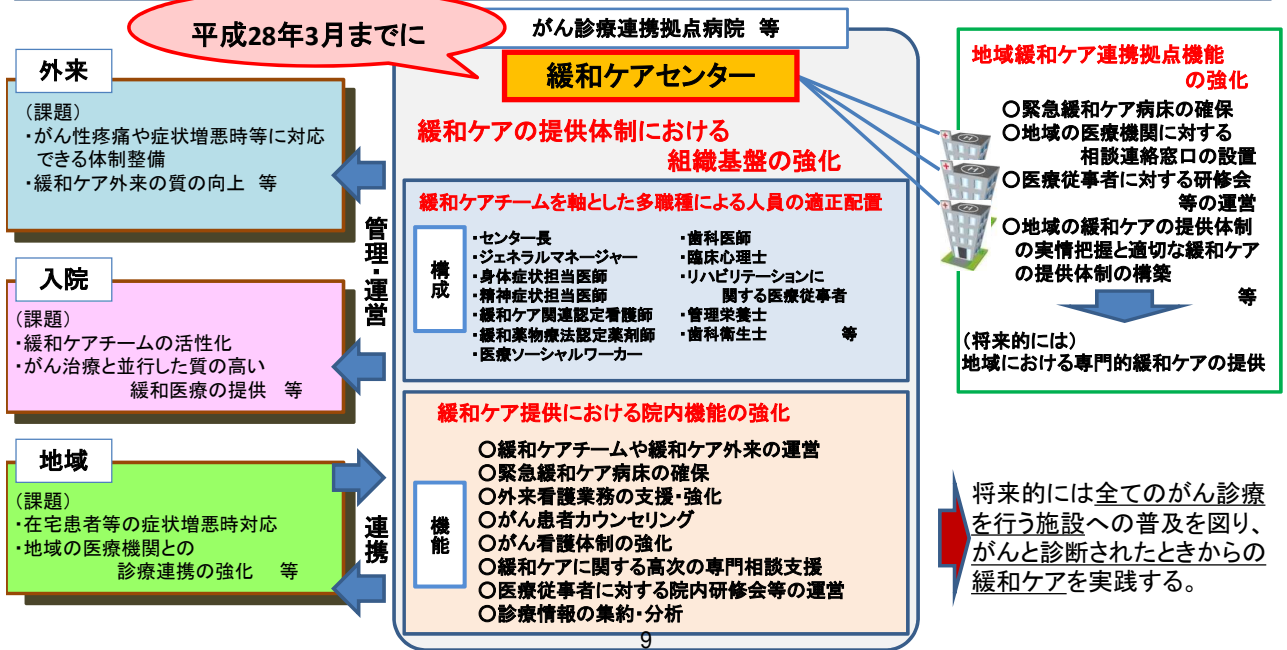 平成28年3月までに
がん診療連携拠点病院 等
緩和ケアセンター
緩和ケアの提供体制における
組織基盤の強化
外来
(課題)
・がん性疼痛や症状増悪時等に対応
できる体制整備
・緩和ケア外来の質の向上 等
入院
(課題)
・緩和ケアチームの活性化
・がん治療と並行した質の高い
緩和医療の提供 等
地域
(課題)
・在宅患者等の症状増悪時対応
・地域の医療機関との
診療連携の強化 等
管理・運営
連携
緩和ケアチームを軸とした多職種による人員の適正配置
構成
・センター長
・ジェネラルマネージャー
・身体症状担当医師
・精神症状担当医師
・緩和ケア関連認定看護師
・緩和薬物療法認定薬剤師
・医療ソーシャルワーカー
・歯科医師
・臨床心理士
・リハビリテーションに
関する医療従事者
・管理栄養士
・歯科衛生士 等
緩和ケア提供における院内機能の強化
機能
○緩和ケアチームや緩和ケア外来の運営
○緊急緩和ケア病床の確保
○外来看護業務の支援・強化
○がん患者カウンセリング
○がん看護体制の強化
○緩和ケアに関する高次の専門相談支援
○医療従事者に対する院内研修会等の運営
○診療情報の集約・分析
地域緩和ケア連携拠点機能
の強化
○緊急緩和ケア病床の確保
○地域の医療機関に対する
相談連絡窓口の設置
○医療従事者に対する研修会
等の運営
○地域の緩和ケアの提供体制
の実情把握と適切な緩和ケア
の提供体制の構築
等
(将来的には)
地域における専門的緩和ケアの提供
将来的には全てのがん診療
を行う施設への普及を図り、
がんと診断されたときからの
緩和ケアを実践する。
9